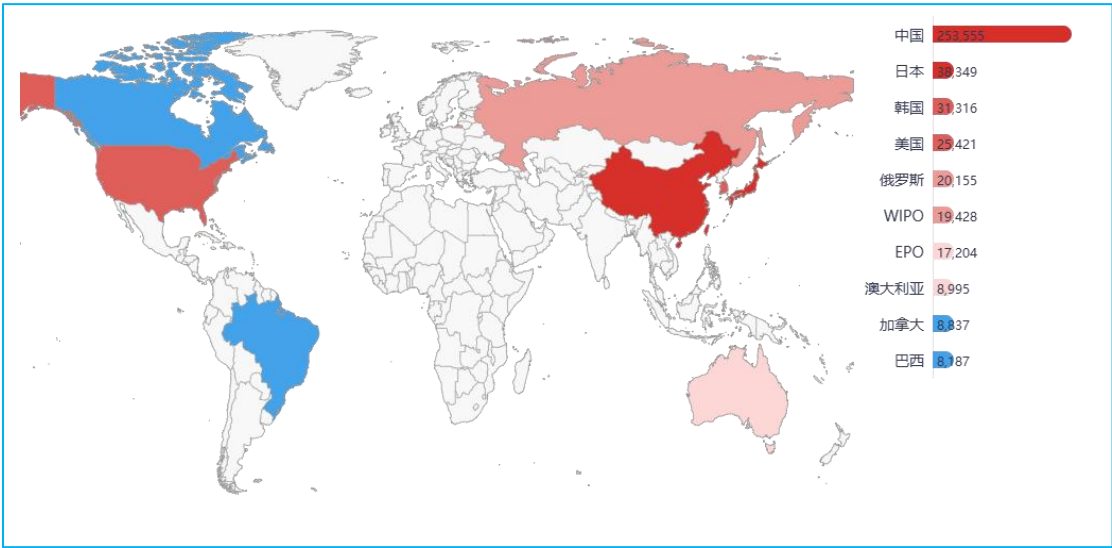 中国 253,555
日本 38,349
韩国 31,316
美国 25,421
俄罗斯 20,155
WIPO 19,428
EPO 17,204
澳大利亚 8,995
加拿大 8,837
巴西 8,187